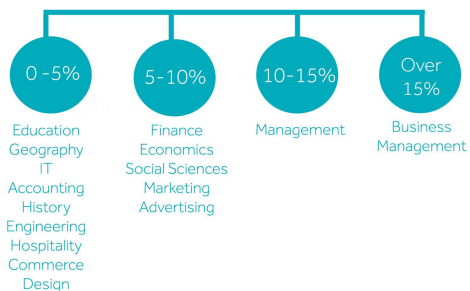 0 -5%
Education
Geography
IT
Accounting
History
Engineering
Hospitality
Commerce
Design
5-10%
Finance
Economics
Social Sciences
Marketing
Advertising
10-15%
Management
Over
15%
Business
Management